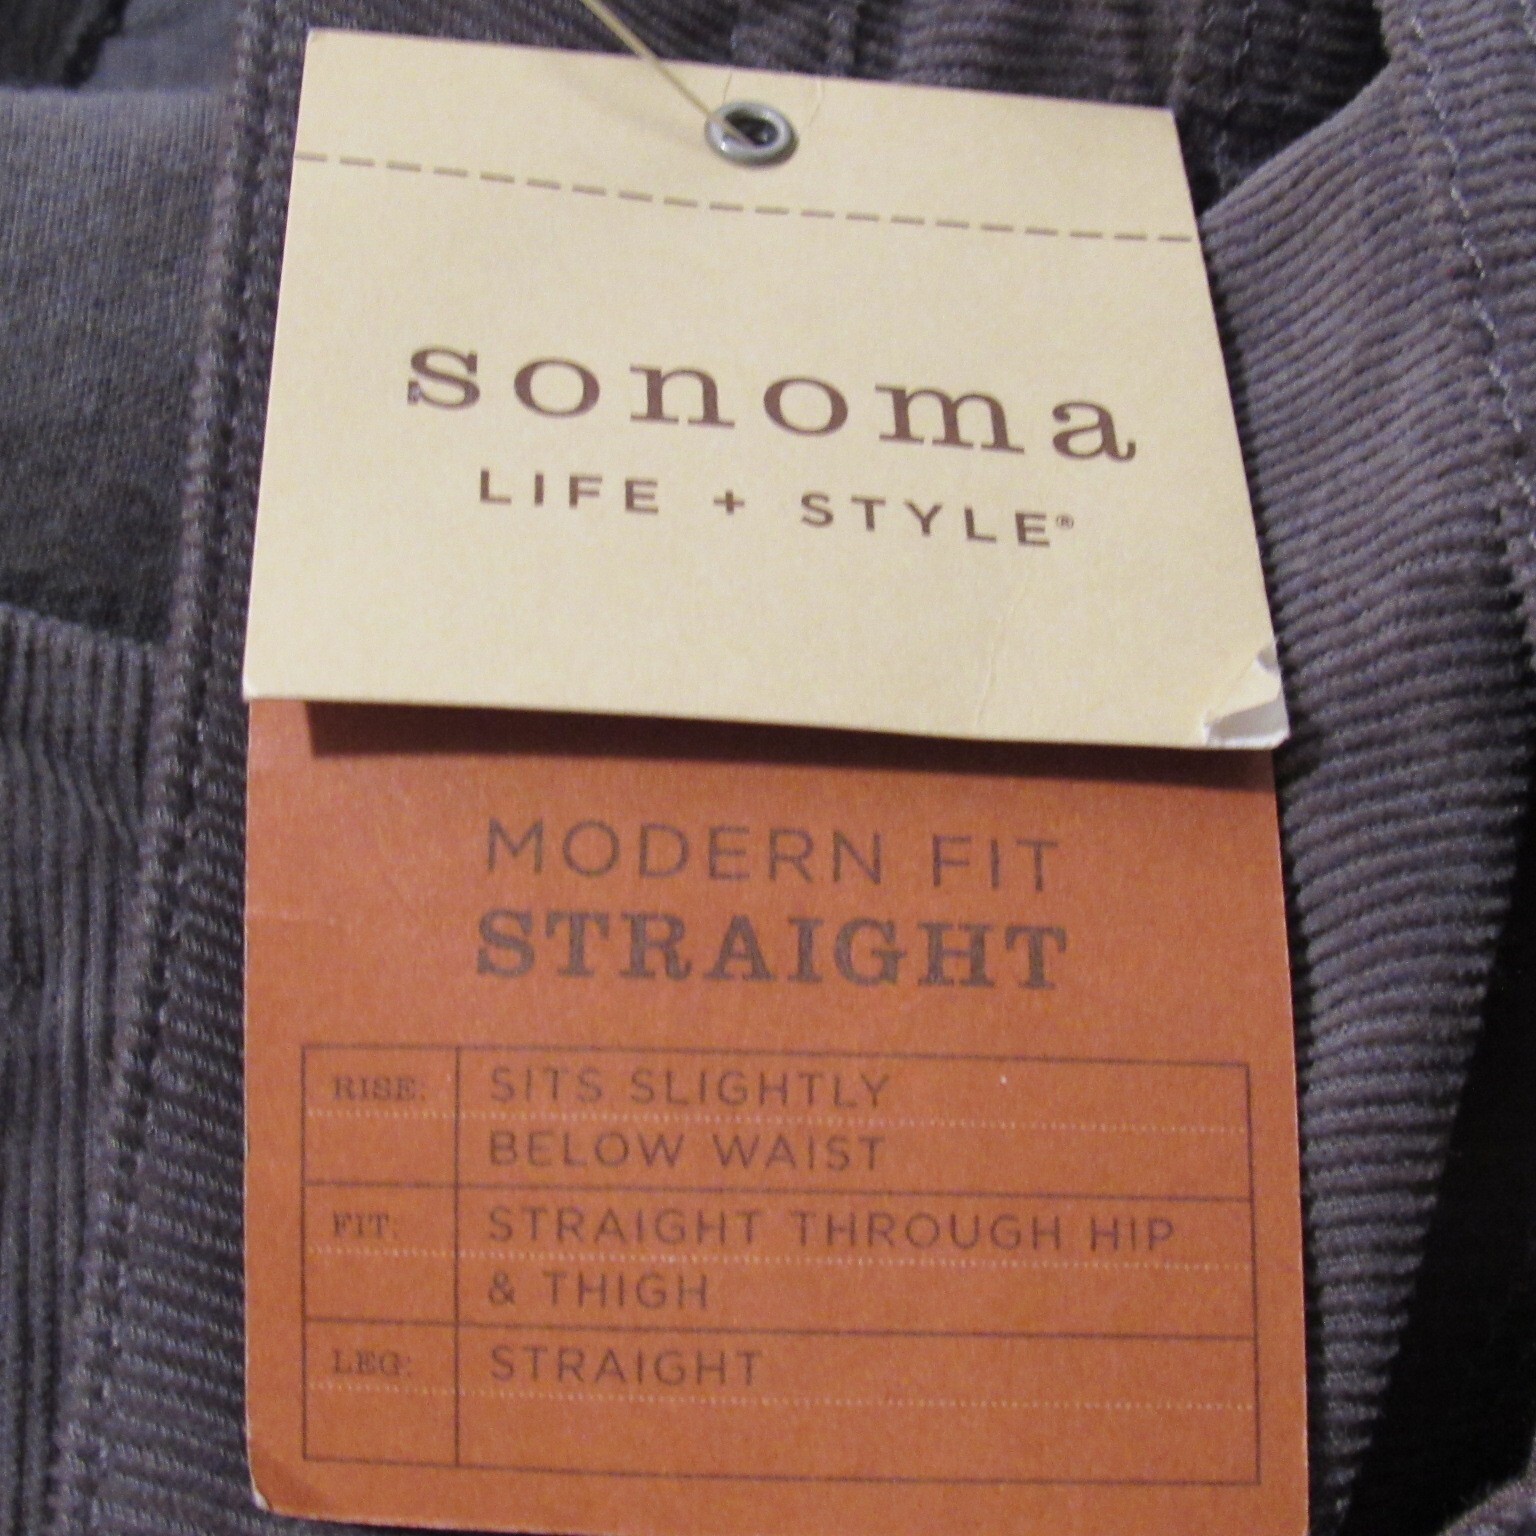 sonoma
LIFE + STYLE®
MODERN FIT
STRAIGHT
RISE: SITS SLIGHTLY
BELOW WAIST
FIT: STRAIGHT THROUGH HIP
& THIGH
LEG: STRAIGHT